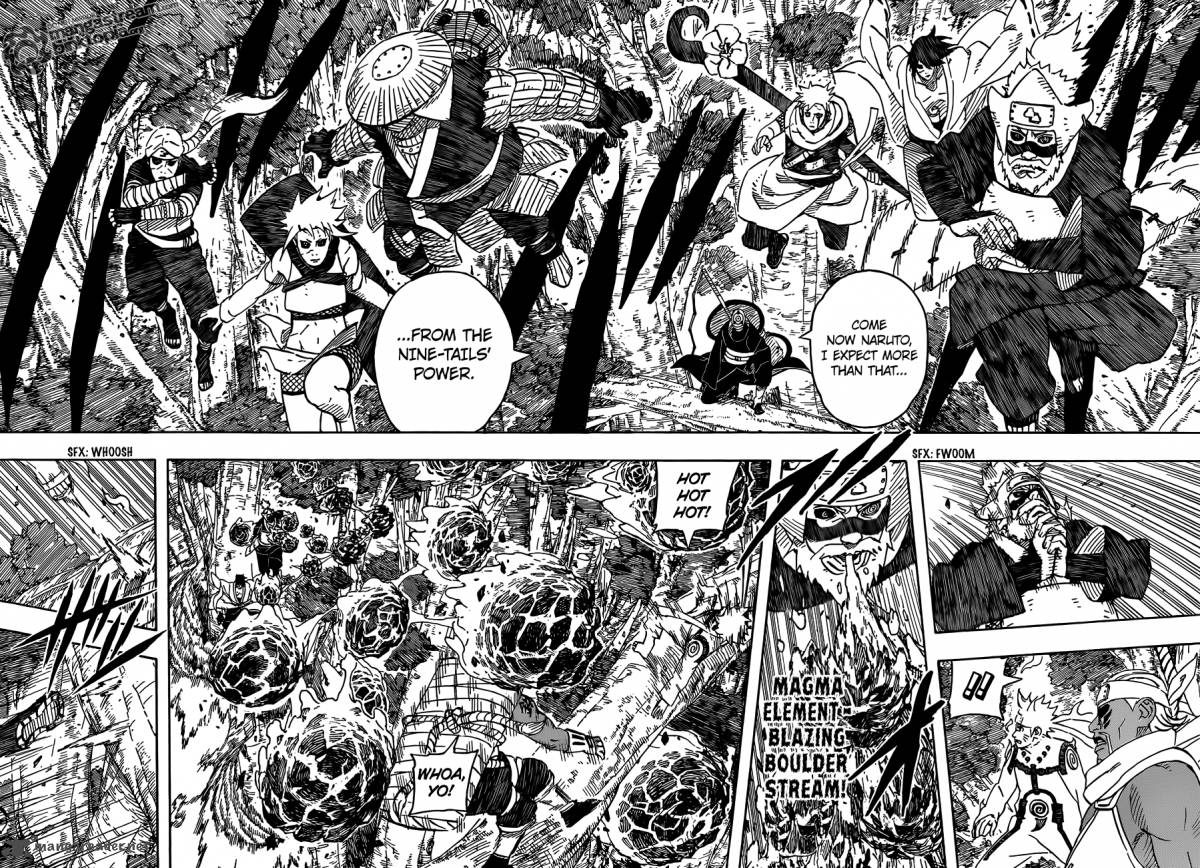 COME
NOW NARUTO,
I EXPECT MORE
THAN THAT...
...FROM THE
NINE-TAILS'
POWER.
SFX: FWOOM
!!
MAGMA
ELEMENT-
BLAZING
BOULDER
STREAM!
HOT
HOT
HOT!
WHOA,
YO!
SFX: WHOOSH